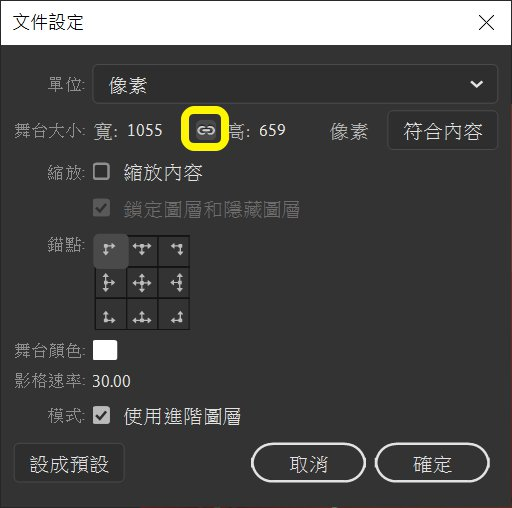 文件設定
單位: 像素
舞台大小: 寬: 1055 高: 659 像素 符合內容
縮放: 縮放內容
鎖定圖層和隱藏圖層
錨點:
舞台顏色:
影格速率: 30.00
模式: 使用進階圖層
設成預設 取消 確定